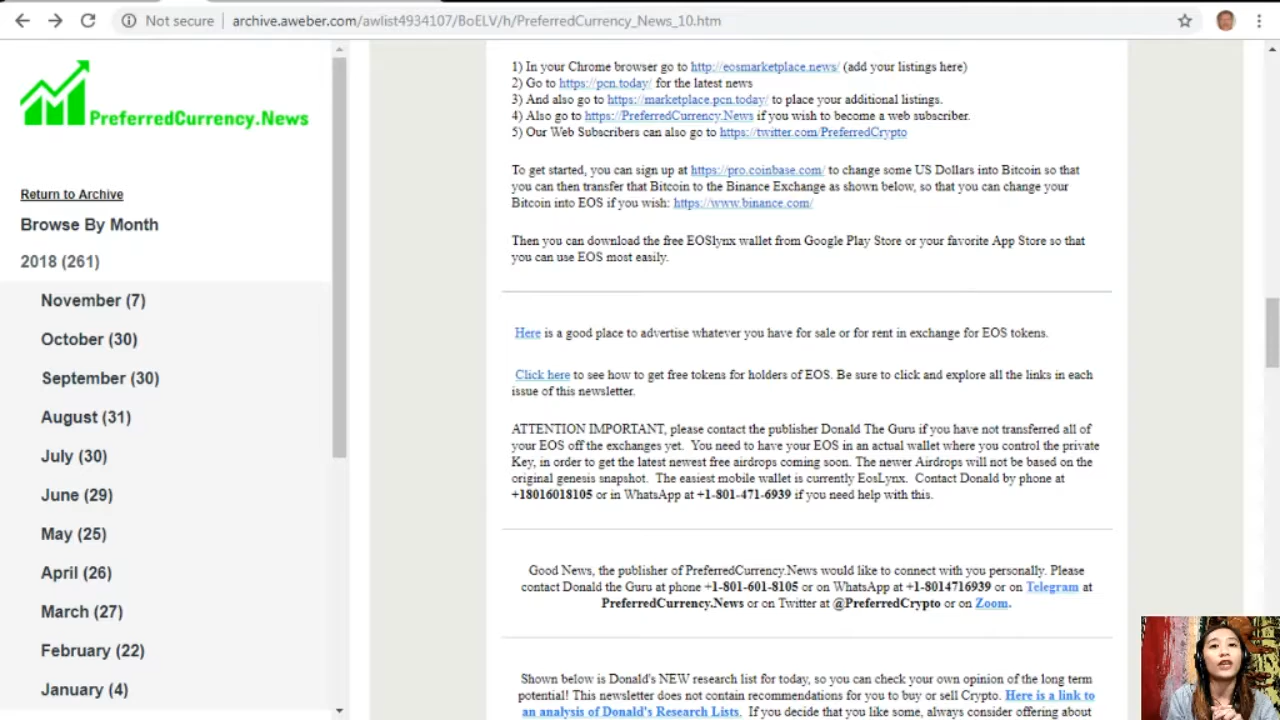 Not secure | archive.aweber.com/awlist4934107/BoELV/h/PreferredCurrency_News_10.htm
PreferredCurrency.News
Return to Archive
Browse By Month
2018 (261)
November (7)
October (30)
September (30)
August (31)
July (30)
June (29)
May (25)
April (26)
March (27)
February (22)
January (4)
1) In your Chrome browser go to http://eosmarketplace.news/ (add your listings here)
2) Go to https://pcn.today/ for the latest news
3) And also go to https://marketplace.pcn.today/ to place your additional listings.
4) Also go to https://PreferredCurrency.News if you wish to become a web subscriber.
5) Our Web Subscribers can also go to https://twitter.com/PreferredCrypto
To get started, you can sign up at https://pro.coinbase.com/ to change some US Dollars into Bitcoin so that
you can then transfer that Bitcoin to the Binance Exchange as shown below, so that you can change your
Bitcoin into EOS if you wish: https://www.binance.com/
Then you can download the free EOSlynx wallet from Google Play Store or your favorite App Store so that
you can use EOS most easily.
Here is a good place to advertise whatever you have for sale or for rent in exchange for EOS tokens.
Click here to see how to get free tokens for holders of EOS. Be sure to click and explore all the links in each
issue of this newsletter.
ATTENTION IMPORTANT, please contact the publisher Donald The Guru if you have not transferred all of
your EOS off the exchanges yet. You need to have your EOS in an actual wallet where you control the private
Key, in order to get the latest newest free airdrops coming soon. The newer Airdrops will not be based on the
original genesis snapshot. The easiest mobile wallet is currently EosLynx. Contact Donald by phone at
+18016018105 or in WhatsApp at +1-801-471-6939 if you need help with this.
Good News, the publisher of PreferredCurrency.News would like to connect with you personally. Please
contact Donald the Guru at phone +1-801-601-8105 or on WhatsApp at +1-8014716939 or on Telegram at
PreferredCurrency.News or on Twitter at @PreferredCrypto or on Zoom.
Shown below is Donald's NEW research list for today, so you can check your own opinion of the long term
potential! This newsletter does not contain recommendations for you to buy or sell Crypto. Here is a link to
an analysis of Donald's Research Lists. If you decide that you like some, always consider offering about